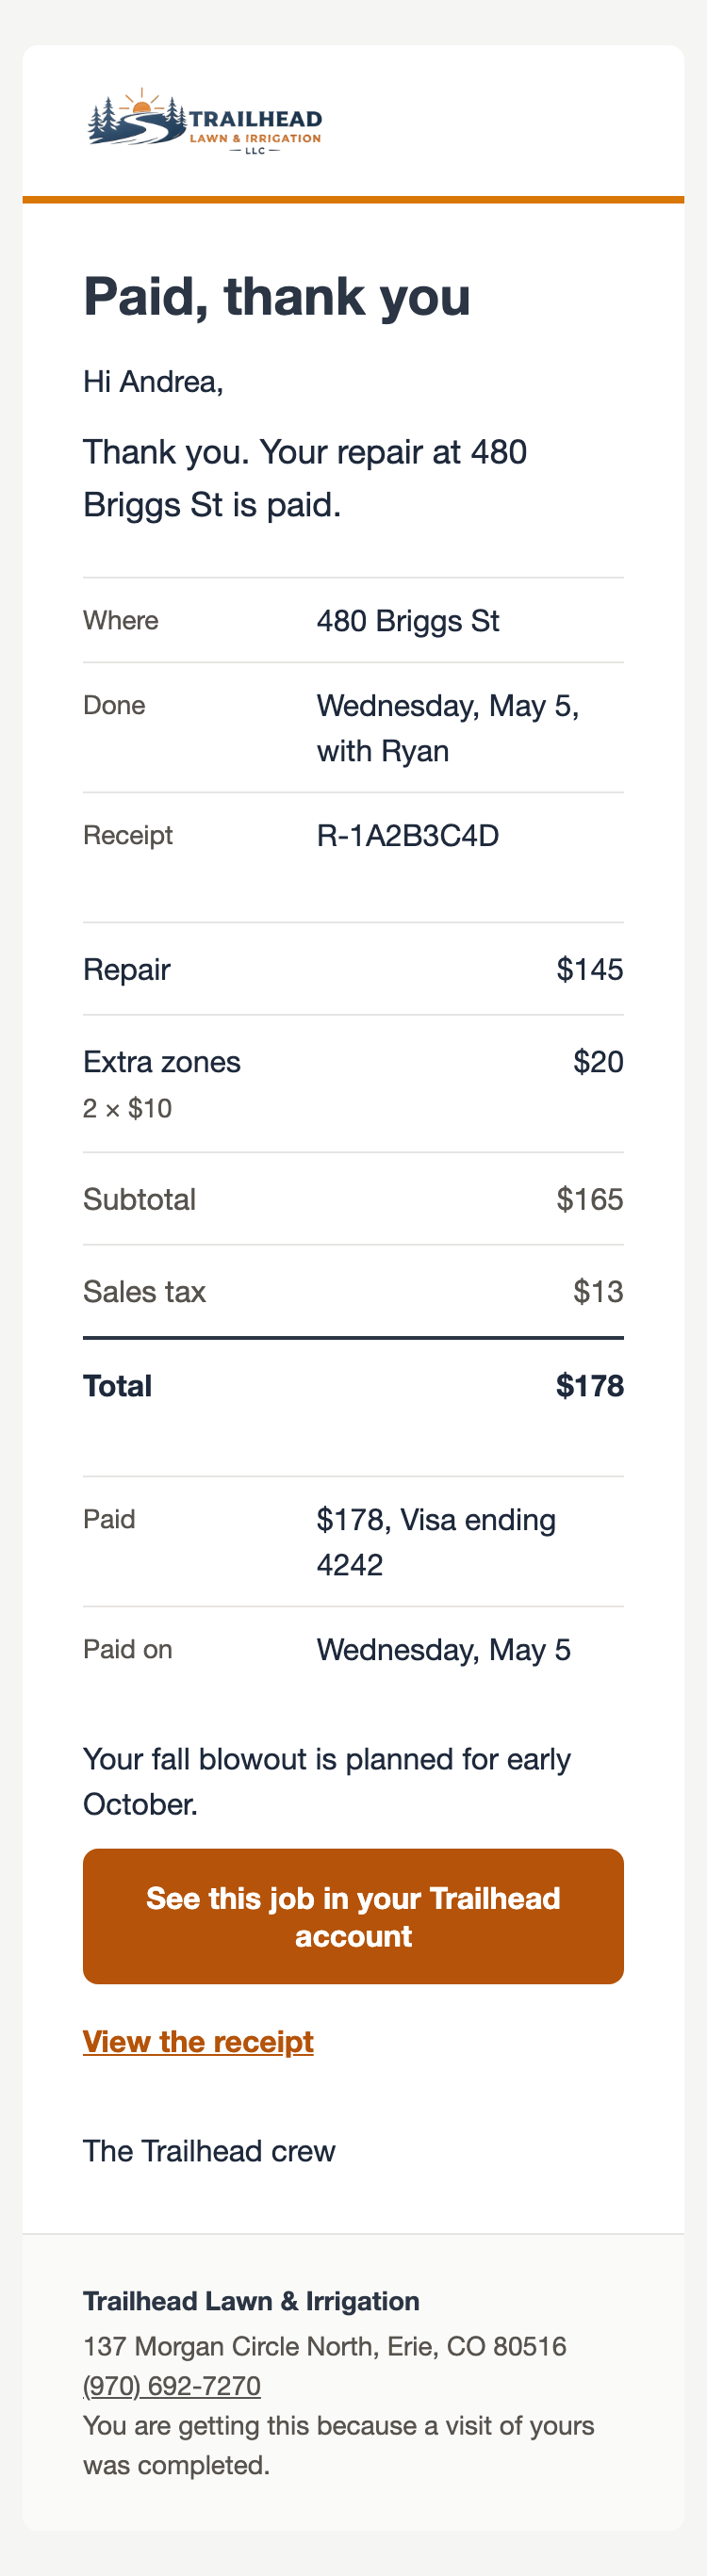 TRAILHEAD
LAWN & IRRIGATION
LLC
Paid, thank you
Hi Andrea,
Thank you. Your repair at 480
Briggs St is paid.
Where 480 Briggs St
Done Wednesday, May 5,
with Ryan
Receipt R-1A2B3C4D
Repair $145
Extra zones $20
2 × $10
Subtotal $165
Sales tax $13
Total $178
Paid $178, Visa ending
4242
Paid on Wednesday, May 5
Your fall blowout is planned for early
October.
See this job in your Trailhead
account
View the receipt
The Trailhead crew
Trailhead Lawn & Irrigation
137 Morgan Circle North, Erie, CO 80516
(970) 692-7270
You are getting this because a visit of yours
was completed.